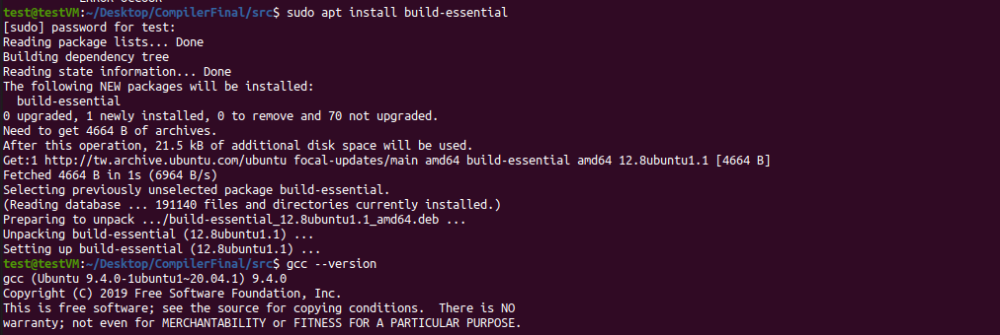 test@testVM:~/Desktop/CompilerFinal/src$ sudo apt install build-essential
[sudo] password for test:
Reading package lists... Done
Building dependency tree
Reading state information... Done
The following NEW packages will be installed:
  build-essential
0 upgraded, 1 newly installed, 0 to remove and 70 not upgraded.
Need to get 4664 B of archives.
After this operation, 21.5 kB of additional disk space will be used.
Get:1 http://tw.archive.ubuntu.com/ubuntu focal-updates/main amd64 build-essential amd64 12.8ubuntu1.1 [4664 B]
Fetched 4664 B in 1s (6964 B/s)
Selecting previously unselected package build-essential.
(Reading database ... 191140 files and directories currently installed.)
Preparing to unpack .../build-essential_12.8ubuntu1.1_amd64.deb ...
Unpacking build-essential (12.8ubuntu1.1) ...
Setting up build-essential (12.8ubuntu1.1) ...
test@testVM:~/Desktop/CompilerFinal/src$ gcc --version
gcc (Ubuntu 9.4.0-1ubuntu1~20.04.1) 9.4.0
Copyright (C) 2019 Free Software Foundation, Inc.
This is free software; see the source for copying conditions.  There is NO
warranty; not even for MERCHANTABILITY or FITNESS FOR A PARTICULAR PURPOSE.